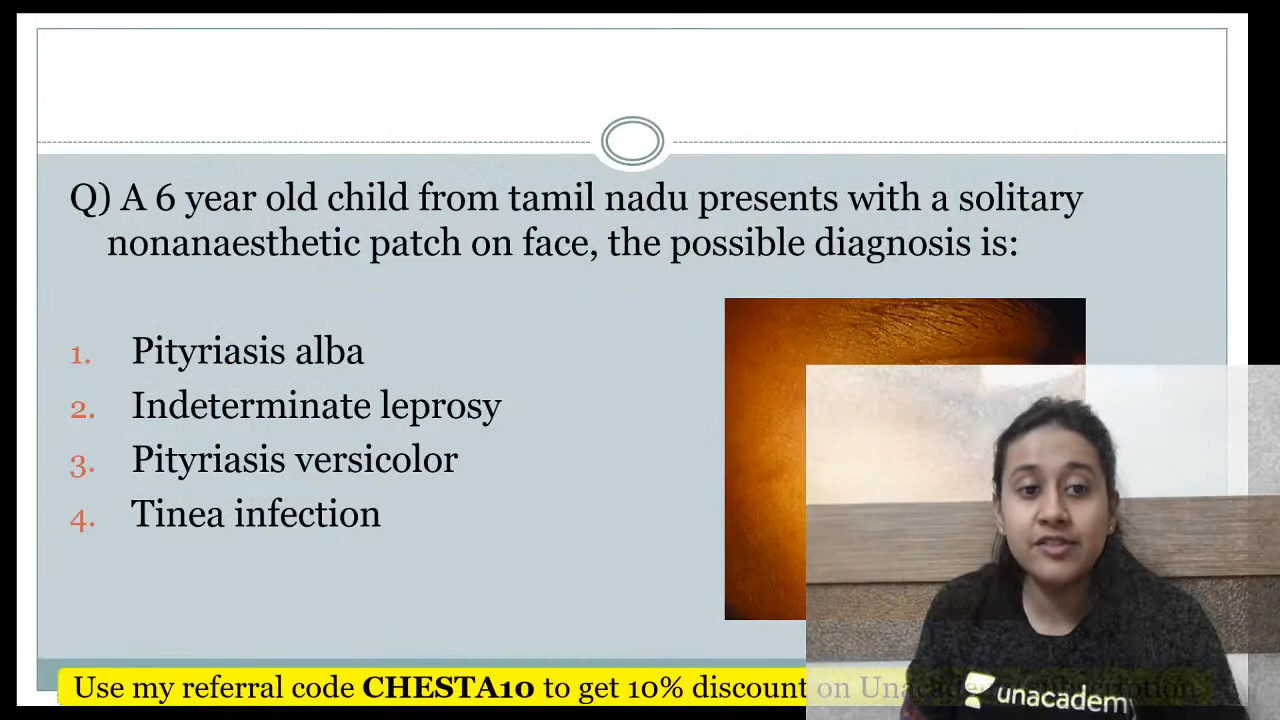 Q) A 6 year old child from tamil nadu presents with a solitary
nonanaesthetic patch on face, the possible diagnosis is:
1. Pityriasis alba
2. Indeterminate leprosy
3. Pityriasis versicolor
4. Tinea infection
Use my referral code CHESTA10 to get 10% discount on Unacademy subscription
unacademy